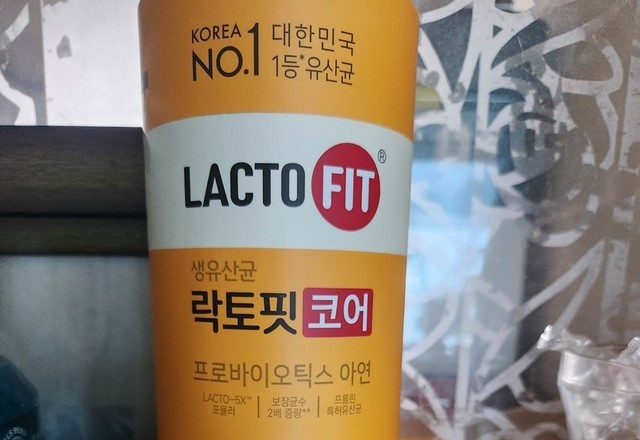 KOREA 대한민국
NO.1 1등*유산균
LACTO FIT®
생유산균
락토핏 코어
프로바이오틱스 아연
LACTO-5X™ 보장균수 프롤린
포뮬러 2배 증량** 특허유산균